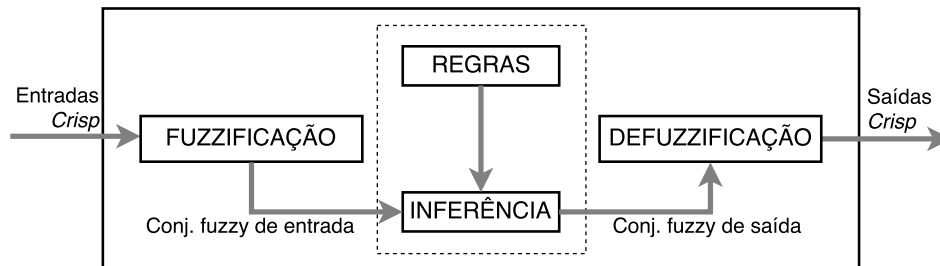 REGRAS
Entradas
Crisp
Saídas
Crisp
FUZZIFICAÇÃO
DEFUZZIFICAÇÃO
INFERÊNCIA
Conj. fuzzy de entrada
Conj. fuzzy de saída